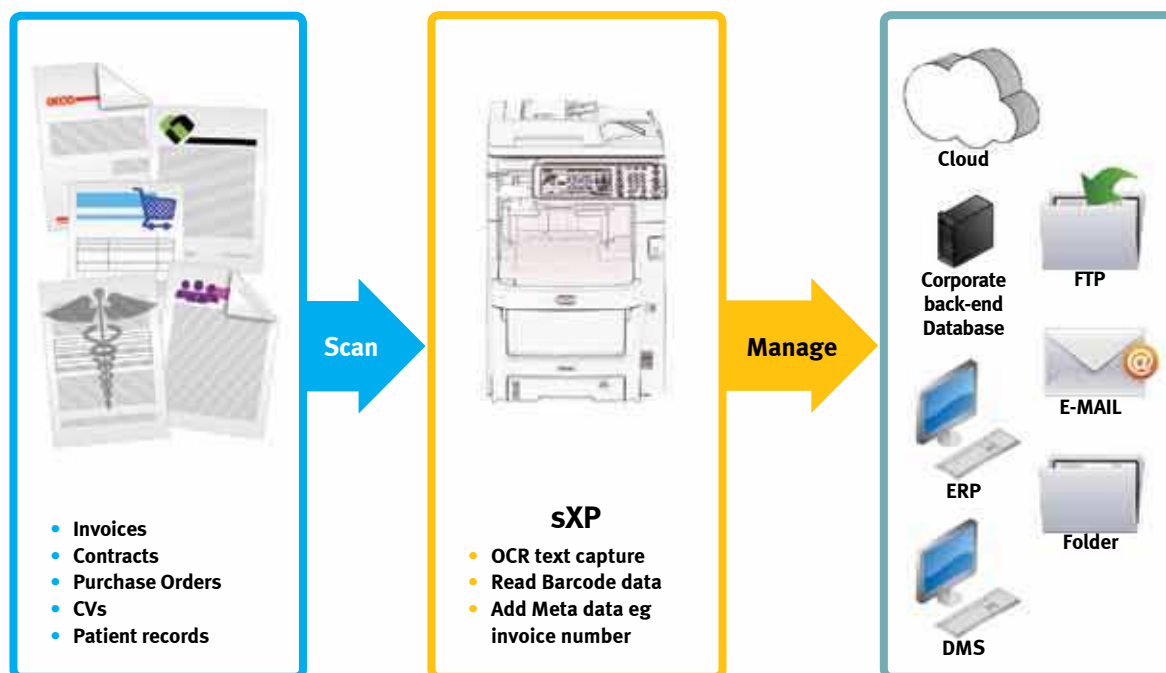 Invoices
Contracts
Purchase Orders
CVs
Patient records
Scan
sXP
OCR text capture
Read Barcode data
Add Meta data eg
invoice number
Manage
Cloud
Corporate
back-end
Database
FTP
E-MAIL
@
ERP
Folder
DMS